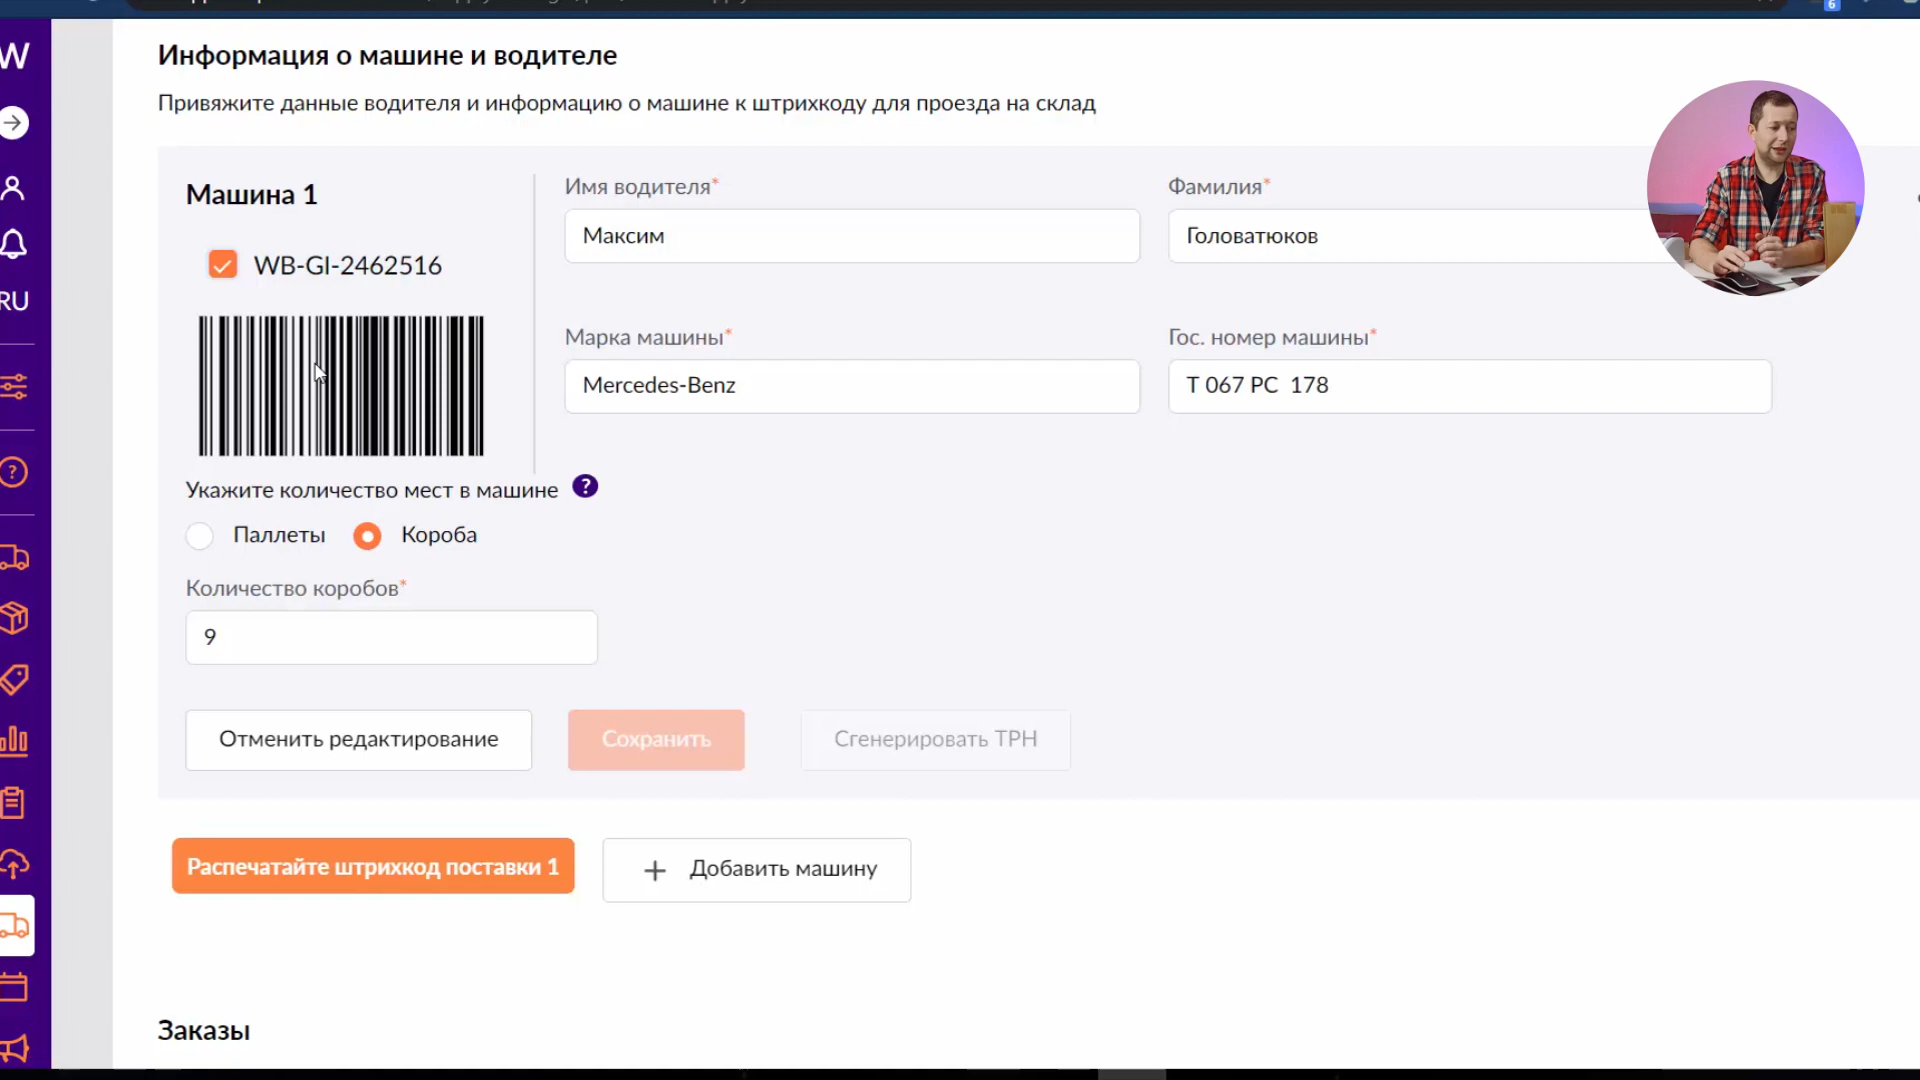 6
W
Информация о машине и водителе
Привяжите данные водителя и информацию о машине к штрихкоду для проезда на склад
Машина 1
WB-GI-2462516
Имя водителя*
Фамилия*
Максим
Головатюков
RU
Марка машины*
Гос. номер машины*
Mercedes-Benz
Т 067 РС 178
Укажите количество мест в машине ?
Паллеты
Короба
Количество коробов*
9
Отменить редактирование
Сохранить
Сгенерировать ТРН
Распечатайте штрихкод поставки 1
+ Добавить машину
Заказы